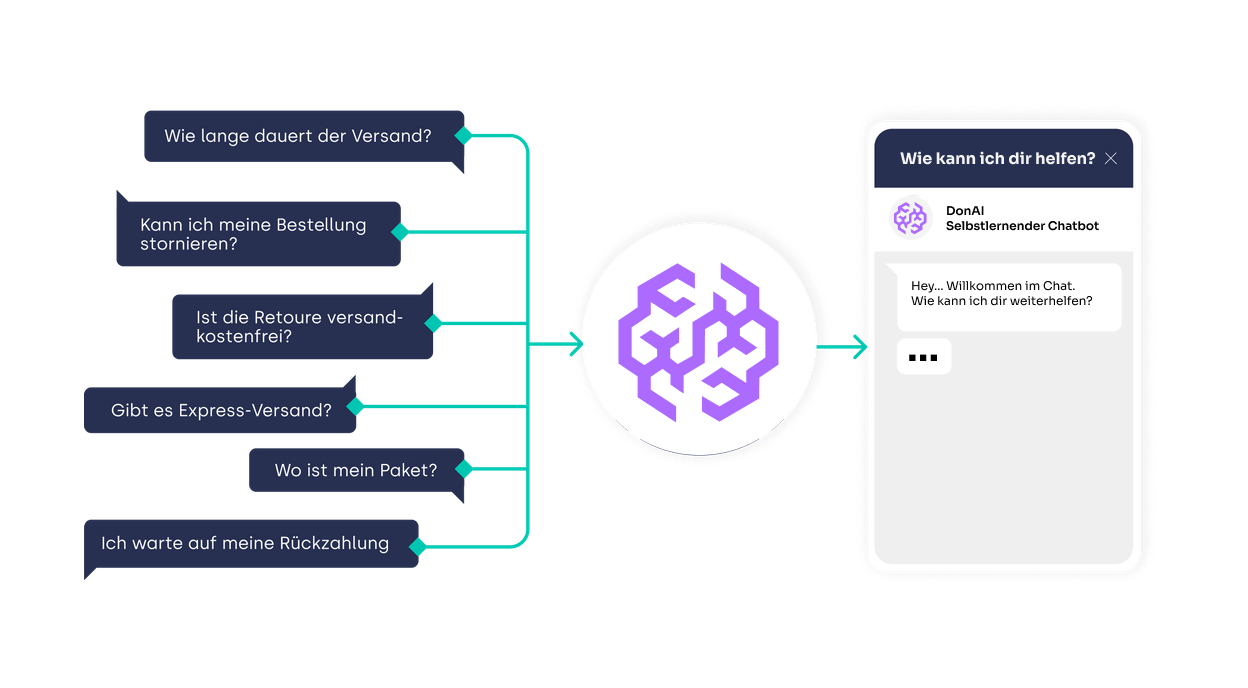 Wie lange dauert der Versand?
Kann ich meine Bestellung
stornieren?
Ist die Retoure versand-
kostenfrei?
Gibt es Express-Versand?
Wo ist mein Paket?
Ich warte auf meine Rückzahlung
Wie kann ich dir helfen?
DonAI
Selbstlernender Chatbot
Hey... Willkommen im Chat.
Wie kann ich dir weiterhelfen?